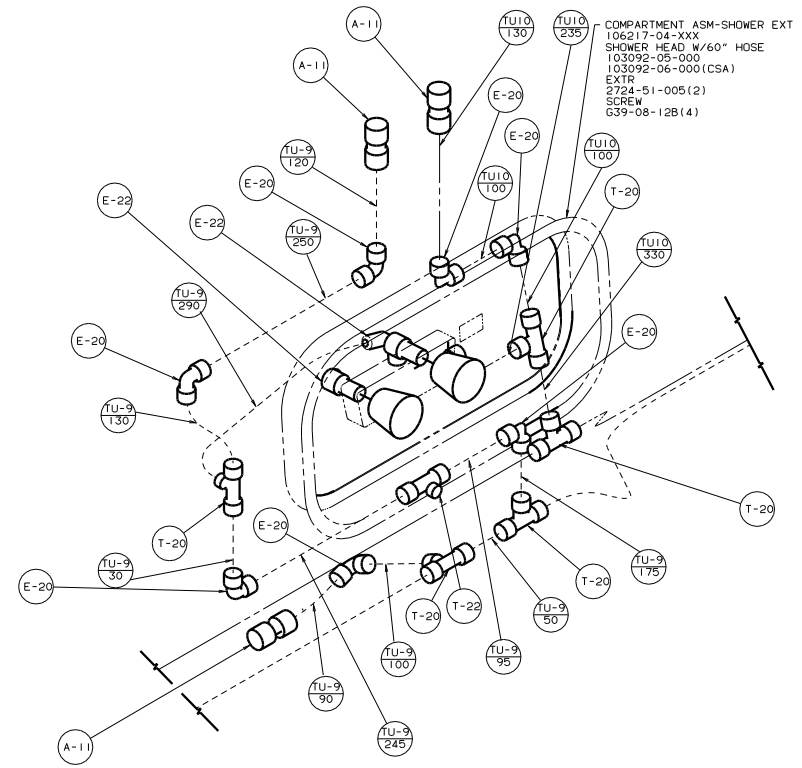 A-11
TU10
130
TU10
235
COMPARTMENT ASM-SHOWER EXT
106217-04-XXX
SHOWER HEAD W/60" HOSE
103092-05-000
103092-06-000(CSA)
EXTR
2724-51-005(2)
SCREW
G39-08-12B(4)
A-11
E-20
E-20
TU-9
120
TU10
100
E-20
TU10
100
T-20
E-22
E-22
TU-9
250
TU10
330
TU-9
290
E-20
E-20
TU-9
130
T-20
E-20
T-20
TU-9
30
E-20
TU-9
175
T-20
T-22
T-20
TU-9
50
TU-9
100
TU-9
95
TU-9
90
TU-9
245
A-11